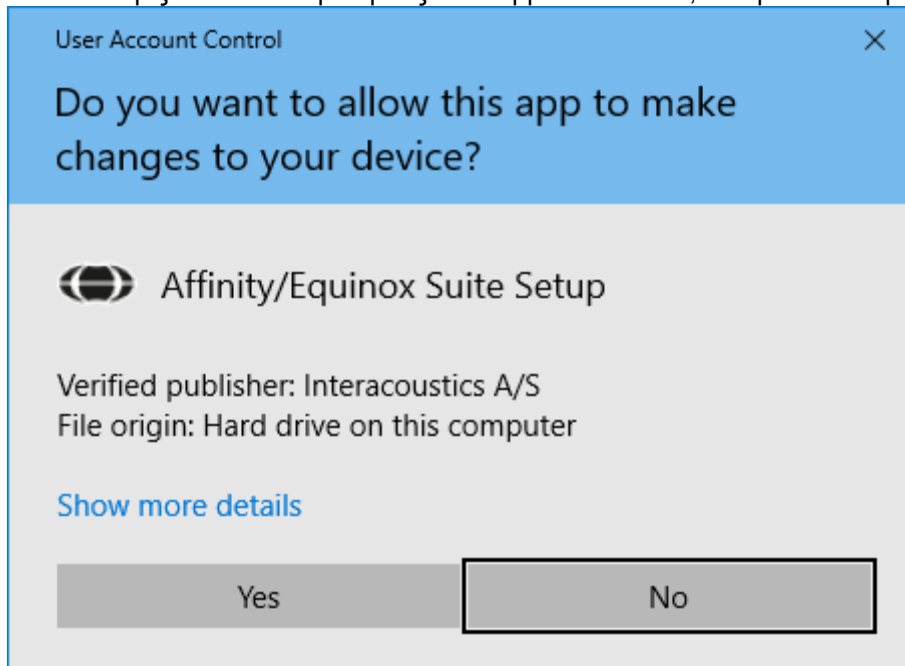 User Account Control
Do you want to allow this app to make
changes to your device?
Affinity/Equinox Suite Setup
Verified publisher: Interacoustics A/S
File origin: Hard drive on this computer
Show more details
Yes
No